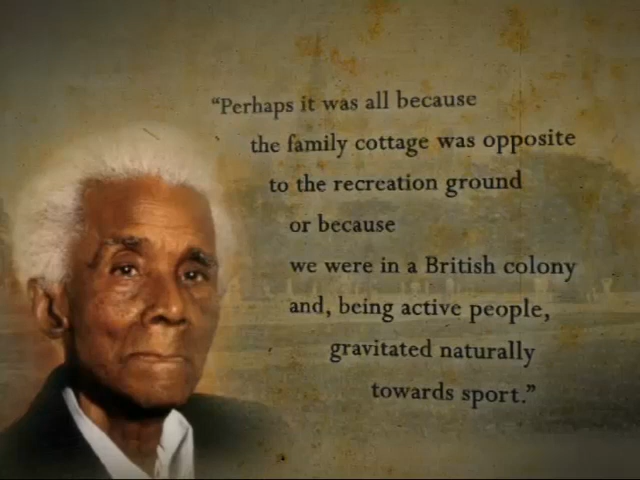 “Perhaps it was all because
the family cottage was opposite
to the recreation ground
or because
we were in a British colony
and, being active people,
gravitated naturally
towards sport.”